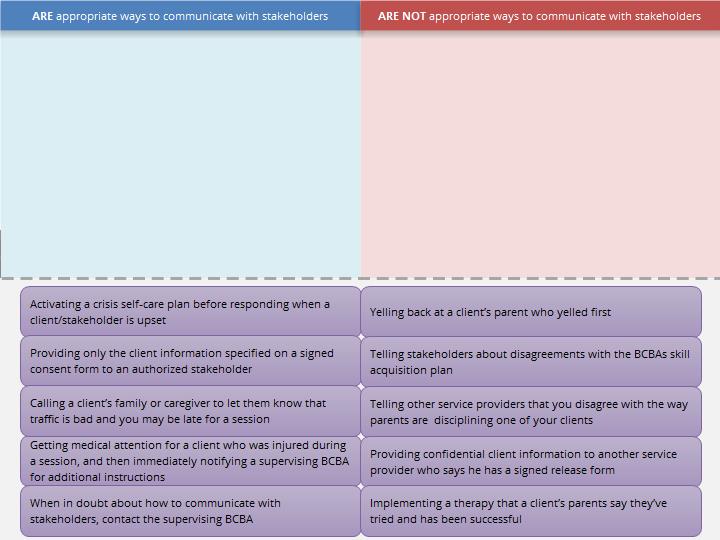 ARE appropriate ways to communicate with stakeholders
ARE NOT appropriate ways to communicate with stakeholders
Activating a crisis self-care plan before responding when a
client/stakeholder is upset
Yelling back at a client's parent who yelled first
Providing only the client information specified on a signed
consent form to an authorized stakeholder
Telling stakeholders about disagreements with the BCBAs skill
acquisition plan
Calling a client's family or caregiver to let them know that
traffic is bad and you may be late for a session
Telling other service providers that you disagree with the way
parents are  disciplining one of your clients
Getting medical attention for a client who was injured during
a session, and then immediately notifying a supervising BCBA
for additional instructions
Providing confidential client information to another service
provider who says he has a signed release form
When in doubt about how to communicate with
stakeholders, contact the supervising BCBA
Implementing a therapy that a client's parents say they've
tried and has been successful